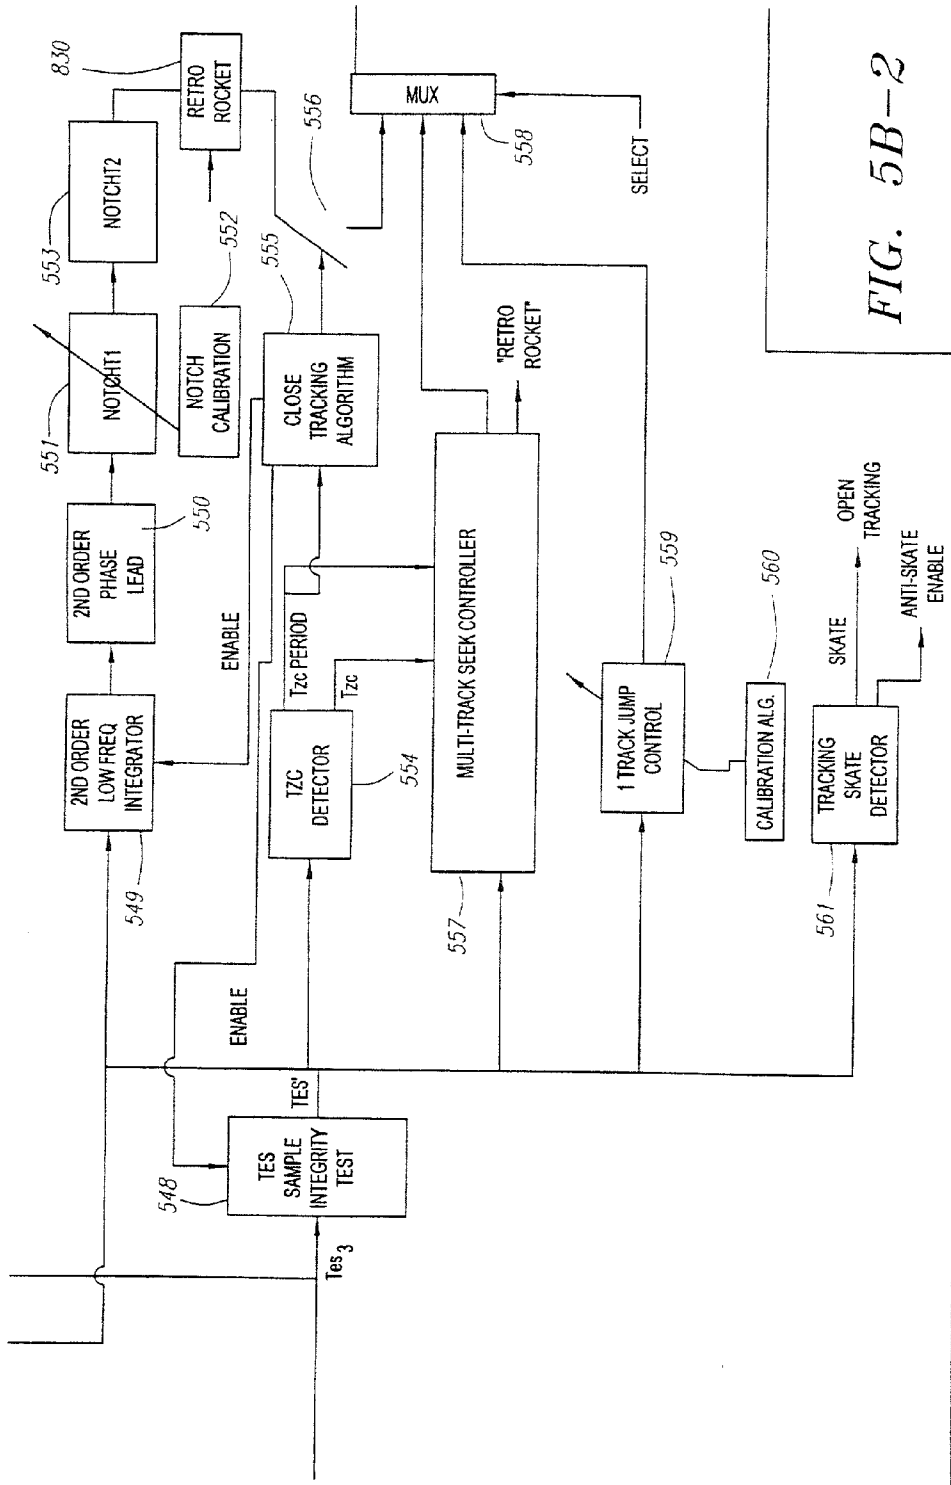 830
RETRO
ROCKET
553
NOTCHT2
551
NOTCHT1
552
NOTCH
CALIBRATION
550
2ND ORDER
PHASE
LEAD
549
2ND ORDER
LOW FREQ
INTEGRATOR
ENABLE
ENABLE
555
CLOSE
TRACKING
ALGORITHM
556
MUX
558
SELECT
Tzc PERIOD
Tzc
TZC
DETECTOR
554
TES'
548
TES
SAMPLE
INTEGRITY
TEST
Tes3
"RETRO
ROCKET"
MULTI-TRACK SEEK CONTROLLER
557
1 TRACK JUMP
CONTROL
559
CALIBRATION ALG.
560
TRACKING
SKATE
DETECTOR
561
SKATE
OPEN
TRACKING
ANTI-SKATE
ENABLE
FIG. 5B-2